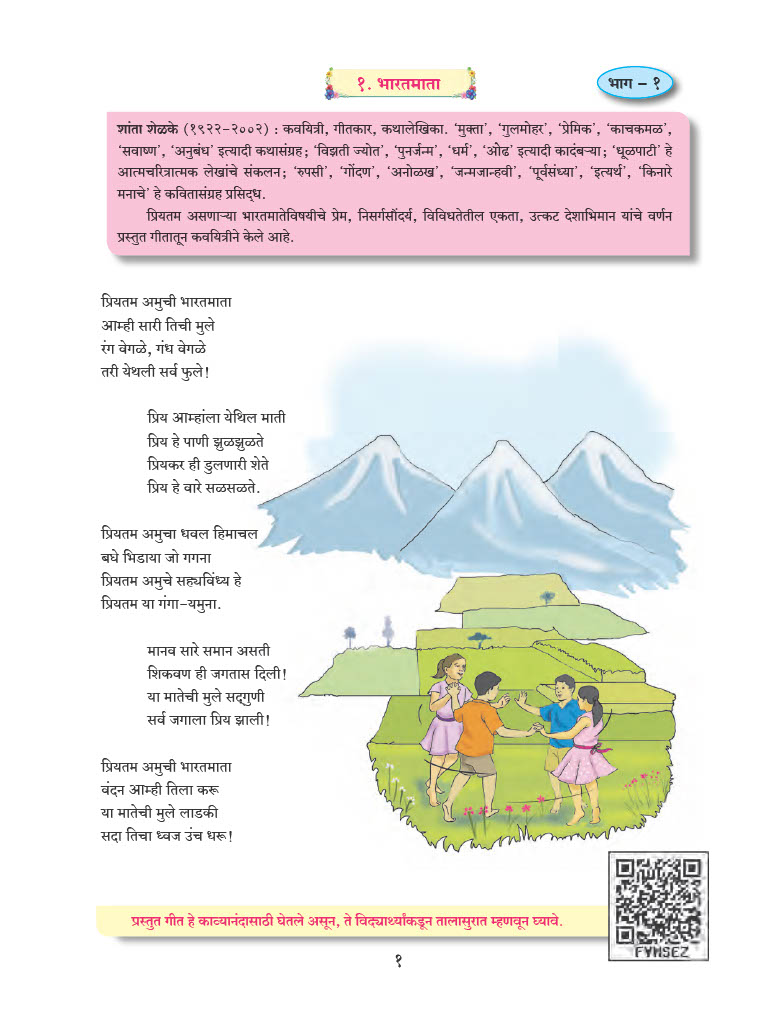 १. भारतमाता
भाग – १
शांता शेळके (१९२२-२००२) : कवयित्री, गीतकार, कथालेखिका. ‘मुक्ता’, ‘गुलमोहर’, ‘प्रेमिक’, ‘काचकमळ’,
‘सवाष्ण’, ‘अनुबंध’ इत्यादी कथासंग्रह; ‘विझती ज्योत’, ‘पुनर्जन्म’, ‘धर्म’, ‘ओढ’ इत्यादी कादंबऱ्या; ‘धूळपाटी’ हे
आत्मचरित्रात्मक लेखांचे संकलन; ‘रुपसी’, ‘गोंदण’, ‘अनोळख’, ‘जन्मजान्हवी’, ‘पूर्वसंध्या’, ‘इत्यर्थ’, ‘किनारे
मनाचे’ हे कवितासंग्रह प्रसिद्ध.
प्रियतम असणाऱ्या भारतमातेविषयीचे प्रेम, निसर्गसौंदर्य, विविधतेतील एकता, उत्कट देशाभिमान यांचे वर्णन
प्रस्तुत गीतातून कवयित्रीने केले आहे.
प्रियतम अमुची भारतमाता
आम्ही सारी तिची मुले
रंग वेगळे, गंध वेगळे
तरी येथली सर्व फुले!
प्रिय आम्हांला येथिल माती
प्रिय हे पाणी झुळझुळते
प्रियकर ही डुलणारी शेते
प्रिय हे वारे सळसळते.
प्रियतम अमुचा धवल हिमाचल
बघे भिडाया जो गगना
प्रियतम अमुचे सह्यविंध्य हे
प्रियतम या गंगा-यमुना.
मानव सारे समान असती
शिकवण ही जगतास दिली!
या मातेची मुले सद्गुणी
सर्व जगाला प्रिय झाली!
प्रियतम अमुची भारतमाता
वंदन आम्ही तिला करू
या मातेची मुले लाडकी
सदा तिचा ध्वज उंच धरू!
प्रस्तुत गीत हे काव्यानंदासाठी घेतले असून, ते विद्यार्थ्यांकडून तालासुरात म्हणवून घ्यावे.
FYHSEZ
१